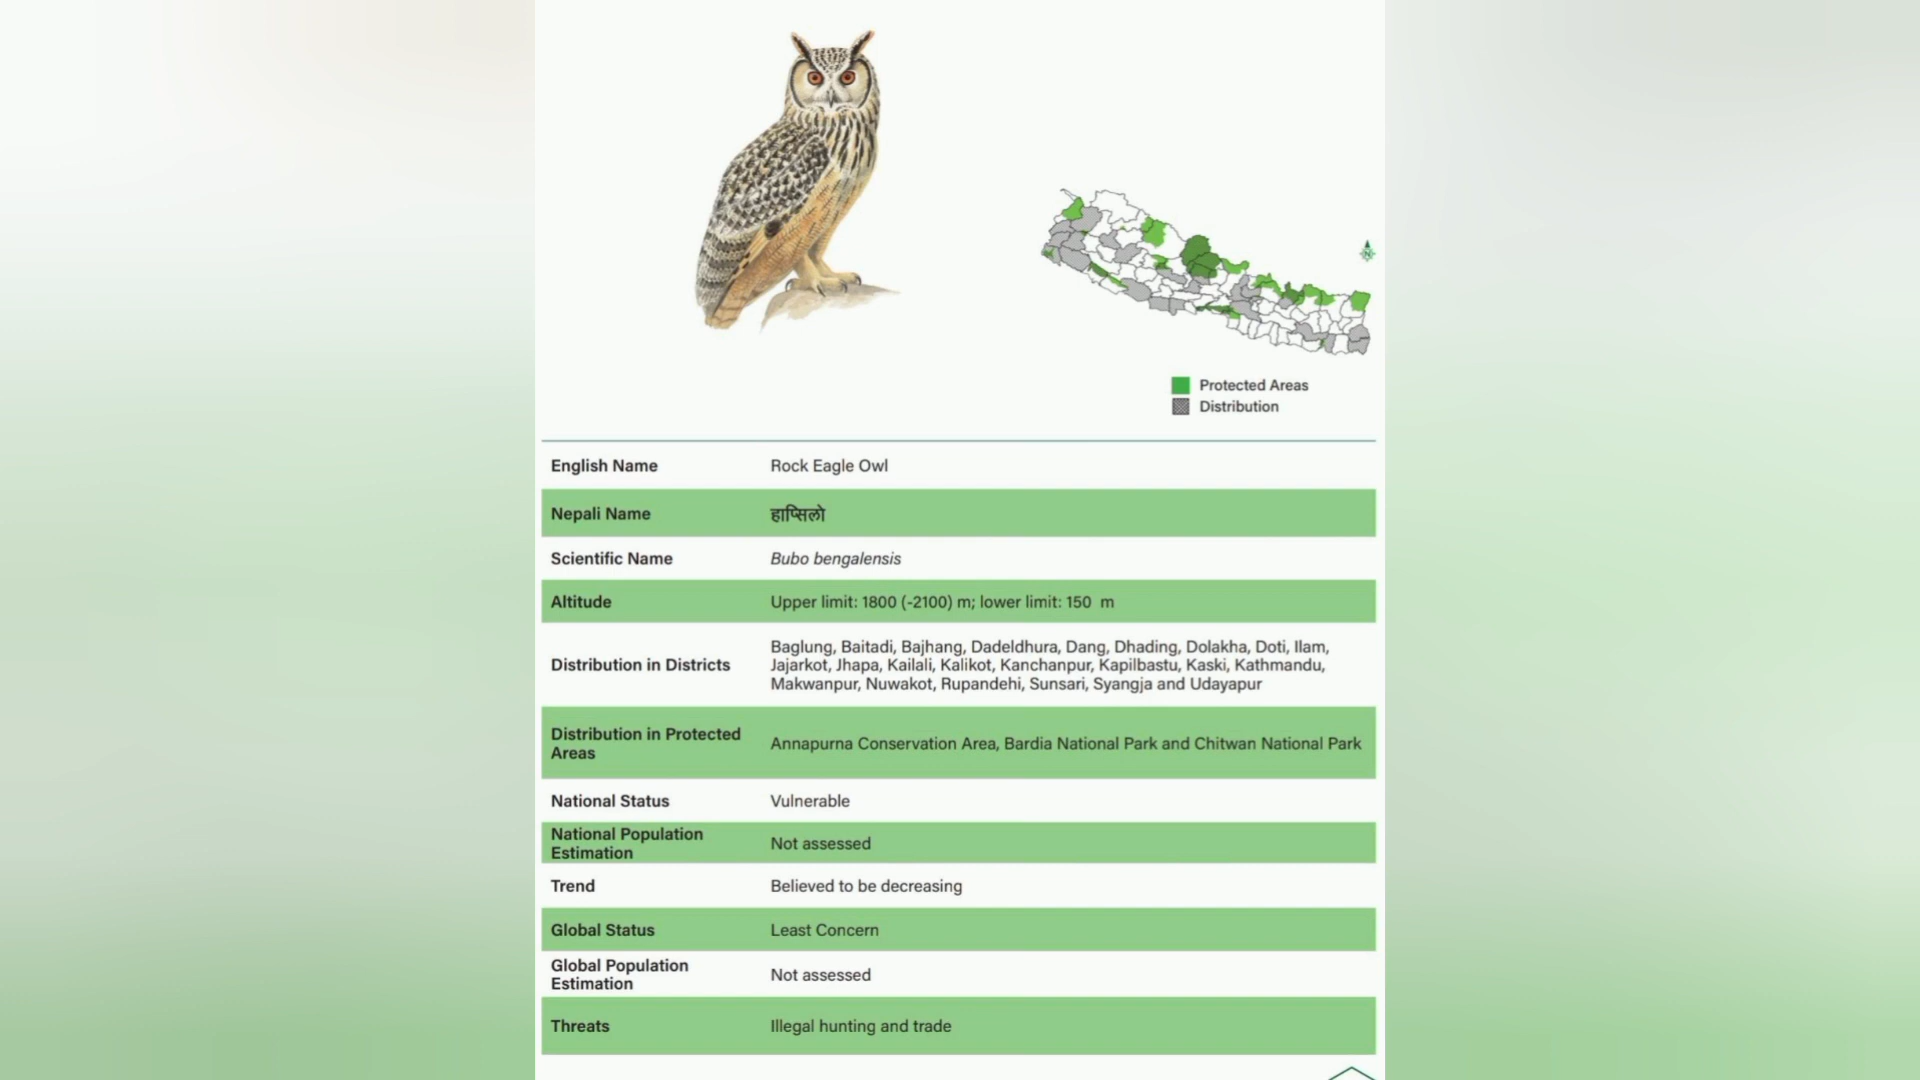 N
Protected Areas
Distribution
English Name Rock Eagle Owl
Nepali Name हाप्सिलो
Scientific Name Bubo bengalensis
Altitude Upper limit: 1800 (-2100) m; lower limit: 150  m
Distribution in Districts Baglung, Baitadi, Bajhang, Dadeldhura, Dang, Dhading, Dolakha, Doti, Ilam,
Jajarkot, Jhapa, Kailali, Kalikot, Kanchanpur, Kapilbastu, Kaski, Kathmandu,
Makwanpur, Nuwakot, Rupandehi, Sunsari, Syangja and Udayapur
Distribution in Protected
Areas
Annapurna Conservation Area, Bardia National Park and Chitwan National Park
National Status Vulnerable
National Population
Estimation
Not assessed
Trend Believed to be decreasing
Global Status Least Concern
Global Population
Estimation
Not assessed
Threats Illegal hunting and trade